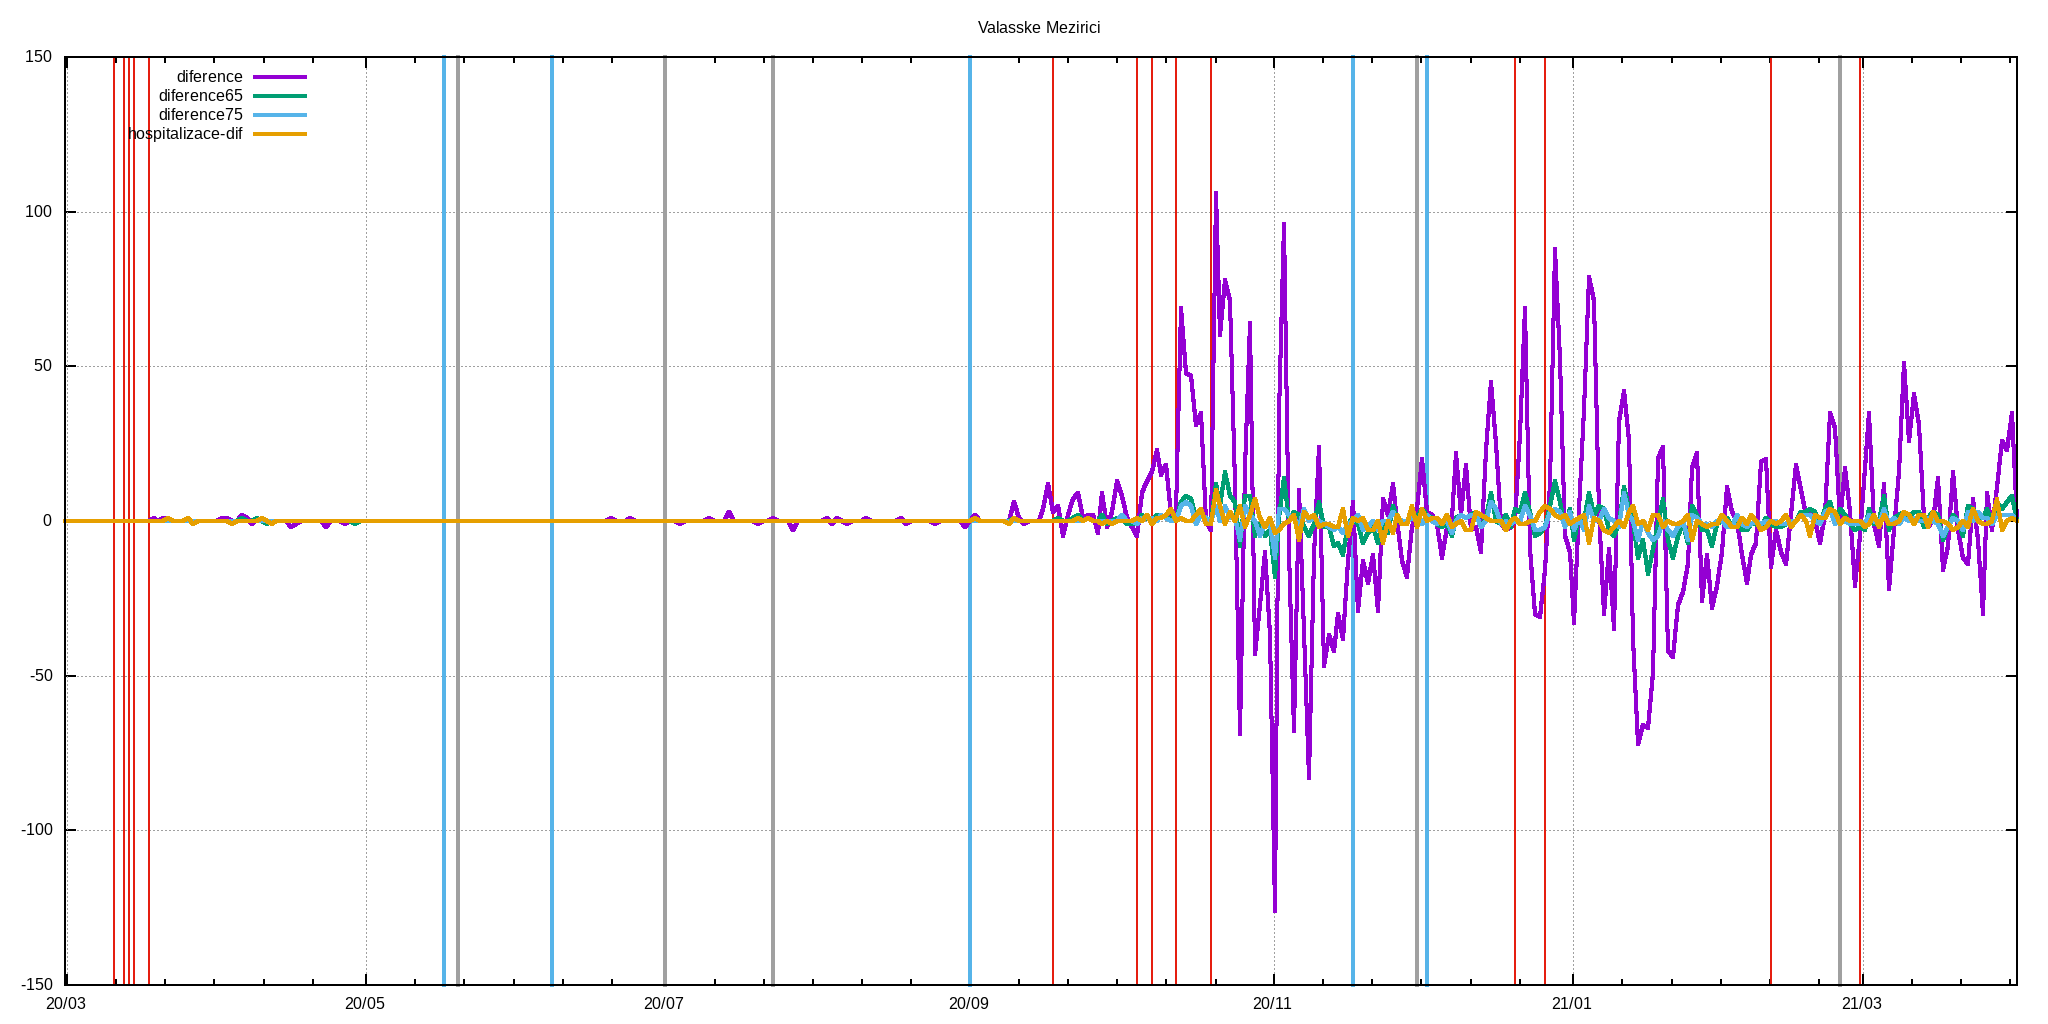 Valasske Mezirici
150
diference
diference65
diference75
hospitalizace-dif
100
50
0
-50
-100
-150
20/03 20/05 20/07 20/09 20/11 21/01 21/03